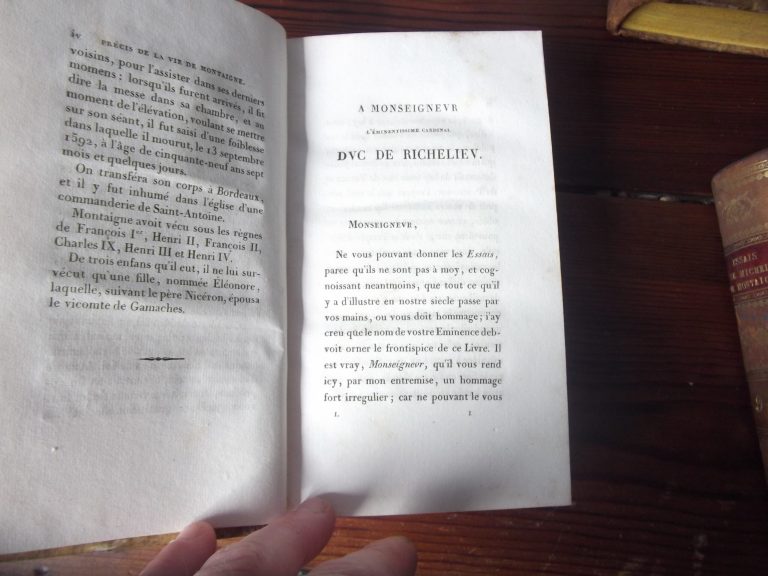 iv PRÉCIS DE LA VIE DE MONTAIGNE.
voisins, pour l'assister dans ses derniers
momens; lorsqu'ils furent arrivés, il fit
dire la messe dans sa chambre, et au
moment de l'élévation, voulant se mettre
sur son séant, il fut saisi d'une foiblesse
dans laquelle il mourut, le 13 septembre
1592, à l'âge de cinquante-neuf ans sept
mois et quelques jours.
On transféra son corps à Bordeaux,
et il y fut inhumé dans l'église d'une
commanderie de Saint-Antoine.
Montaigne avoit vécu sous les règnes
de François Ier, Henri II, François II,
Charles IX, Henri III et Henri IV.
De trois enfans qu'il eut, il ne lui sur-
vécut qu'une fille, nommée Éléonore,
laquelle, suivant le père Nicéron, épousa
le vicomte de Gamaches.
A MONSEIGNEVR
L'ÉMINENTISSIME CARDINAL
DVC DE RICHELIEV.
MONSEIGNEVR,
Ne vous pouvant donner les Essais,
parce qu'ils ne sont pas à moy, et cog-
noissant neantmoins, que tout ce qu'il
y a d'illustre en nostre siecle passe par
vos mains, ou vous doit hommage; i'ay
creu que le nom de vostre Eminence deb-
voit orner le frontispice de ce Livre. Il
est vray, Monseignevr, qu'il vous rend
icy, par mon entremise, un hommage
fort irregulier; car ne pouvant le vous
I. 1
ESSAIS
DE MICHEL
DE MONTAIG